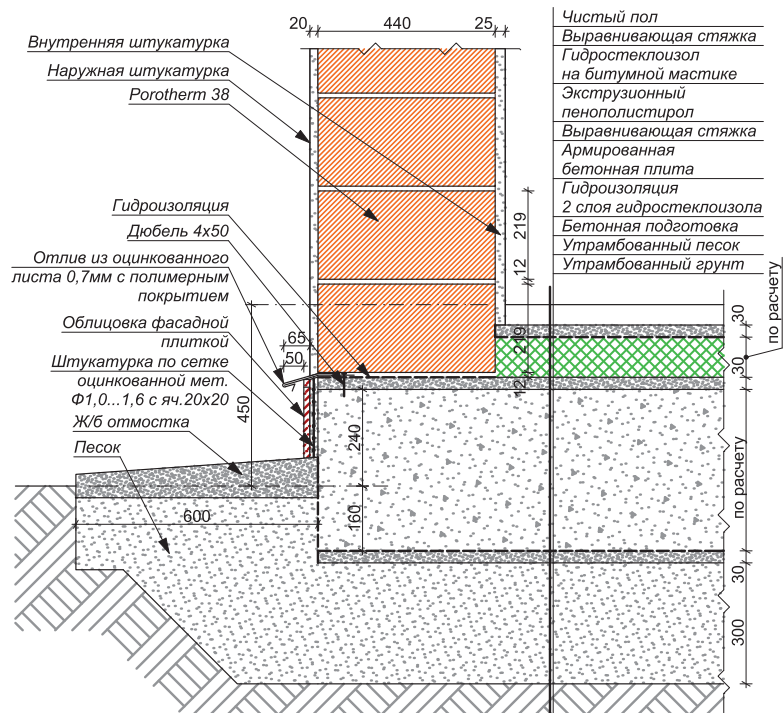 20
440
25
Внутренняя штукатурка
Наружная штукатурка
Porotherm 38
Гидроизоляция
Дюбель 4х50
Отлив из оцинкованного
листа 0,7мм с полимерным
покрытием
Облицовка фасадной
плиткой
Штукатурка по сетке
оцинкованной мет.
Ф1,0...1,6 с яч.20х20
Ж/б отмостка
Песок
Чистый пол
Выравнивающая стяжка
Гидростеклоизол
на битумной мастике
Экструзионный
пенополистирол
Выравнивающая стяжка
Армированная
бетонная плита
Гидроизоляция
2 слоя гидростеклоизола
Бетонная подготовка
Утрамбованный песок
Утрамбованный грунт
219
12
219
12
65
50
450
240
160
600
30
по расчету
30
по расчету
30
300